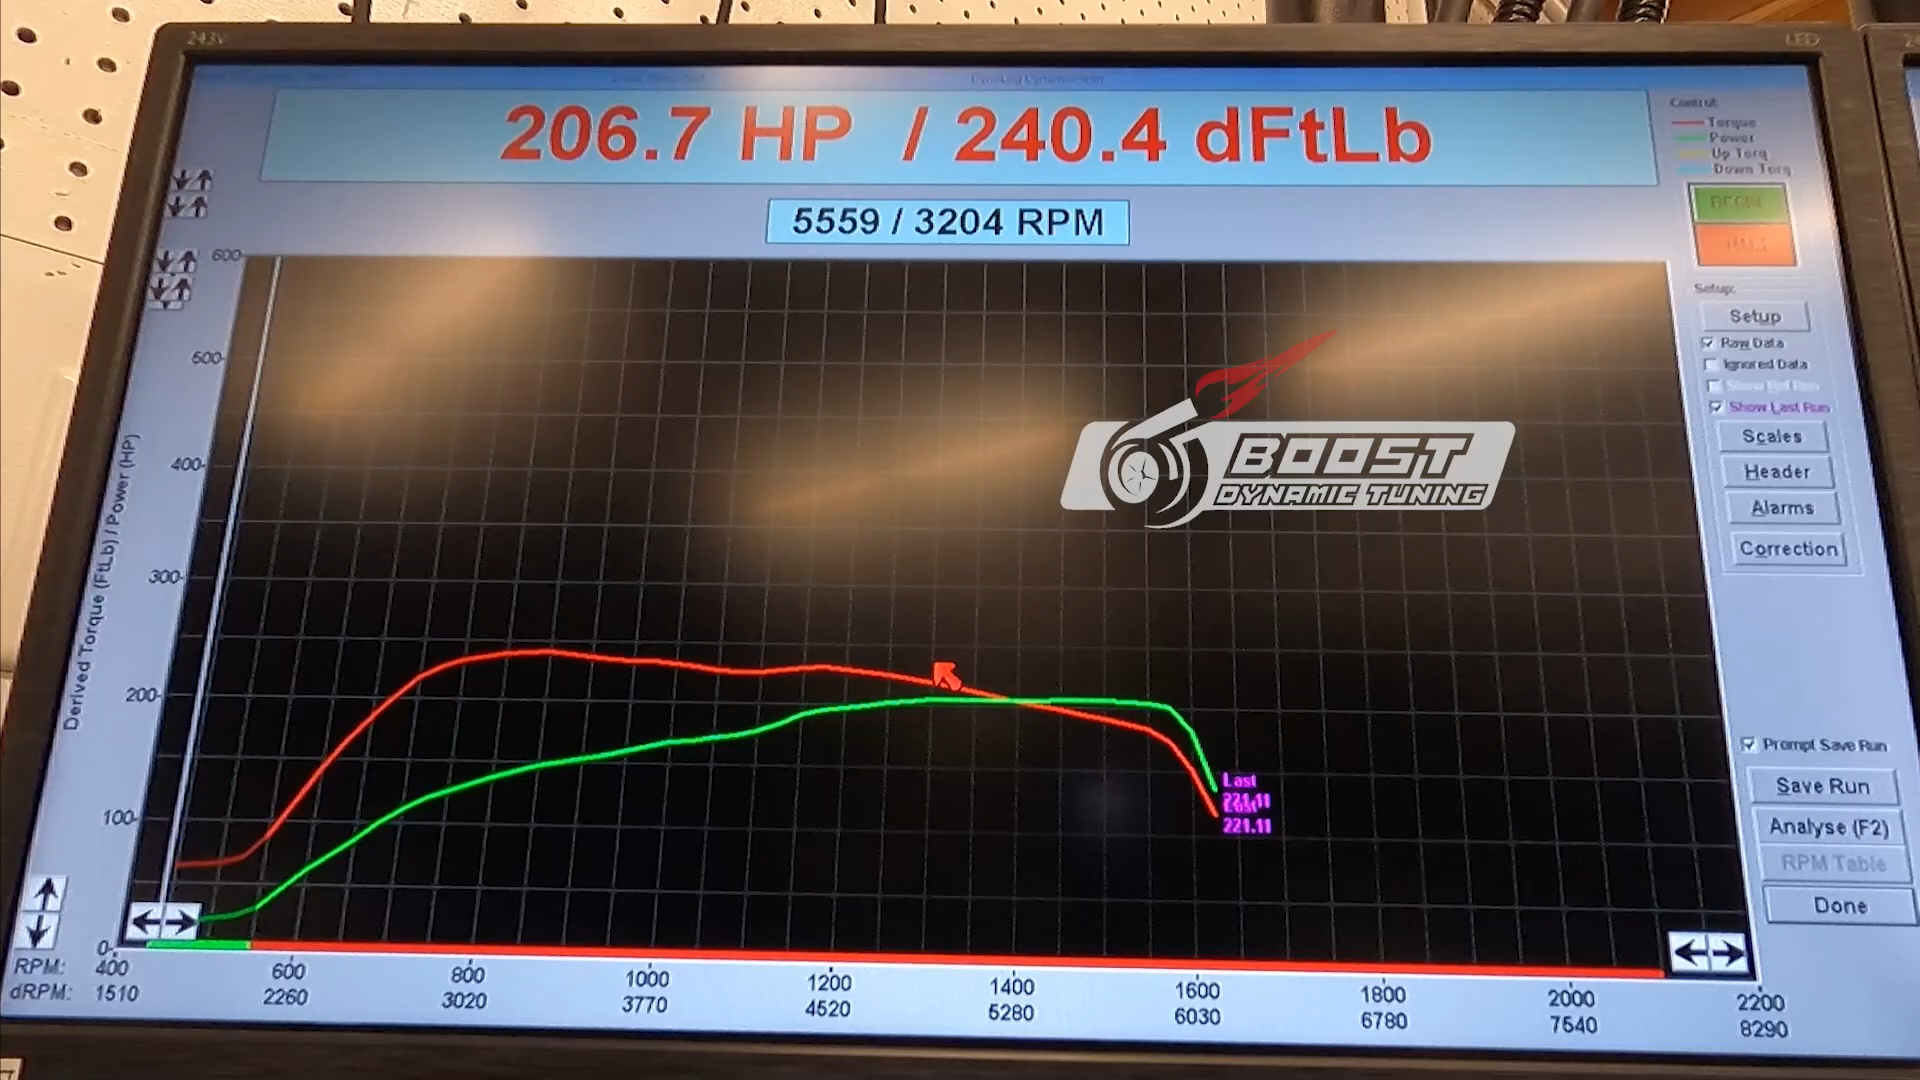 243V
LED
206.7 HP / 240.4 dFtLb
5559 / 3204 RPM
Control:
Torque
Power
Up Torq
Down Torq
BEGIN
HALT
Setup:
Setup
Raw Data
Ignored Data
Show Last Run
Scales
Header
Alarms
Correction
Prompt Save Run
Save Run
Analyse (F2)
RPM Table
Done
BOOST
DYNAMIC TUNING
Derived Torque (FtLb) / Power (HP)
600
500
400
300
200
100
0
Last
221.11
221.11
RPM: 400 600 800 1000 1200 1400 1600 1800 2000 2200
dRPM: 1510 2260 3020 3770 4520 5280 6030 6780 7540 8290